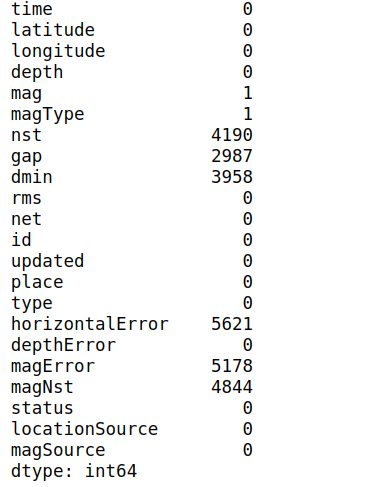 time 0
latitude 0
longitude 0
depth 0
mag 1
magType 1
nst 4190
gap 2987
dmin 3958
rms 0
net 0
id 0
updated 0
place 0
type 0
horizontalError 5621
depthError 0
magError 5178
magNst 4844
status 0
locationSource 0
magSource 0
dtype: int64